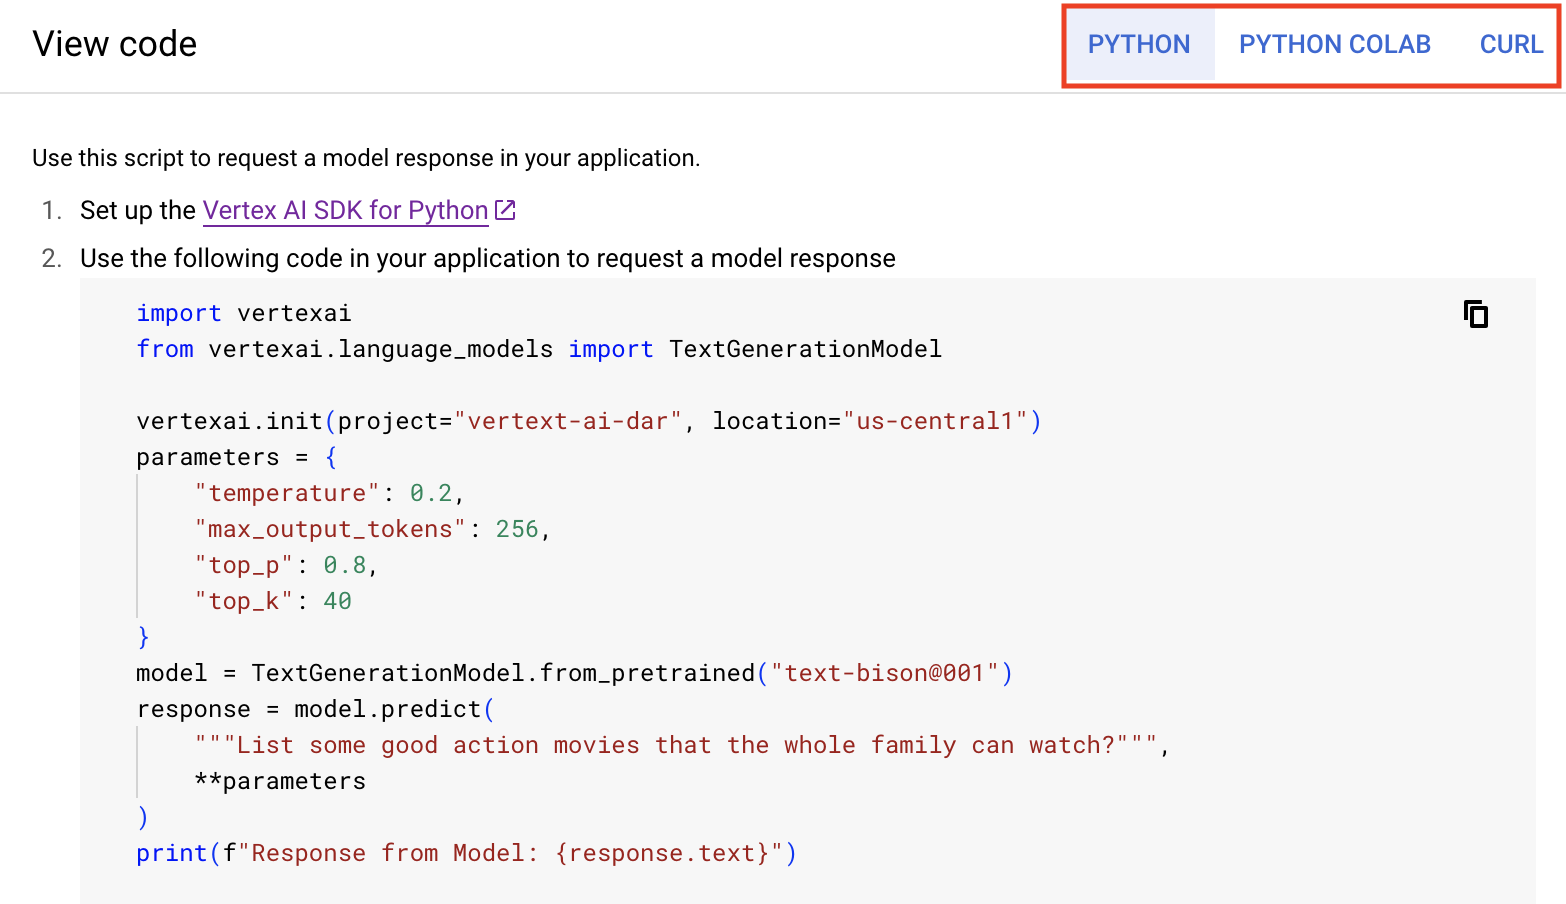 View code
PYTHON PYTHON COLAB CURL
Use this script to request a model response in your application.
1. Set up the Vertex AI SDK for Python
2. Use the following code in your application to request a model response
import vertexai
from vertexai.language_models import TextGenerationModel

vertexai.init(project="vertext-ai-dar", location="us-central1")
parameters = {
    "temperature": 0.2,
    "max_output_tokens": 256,
    "top_p": 0.8,
    "top_k": 40
}
model = TextGenerationModel.from_pretrained("text-bison@001")
response = model.predict(
    """List some good action movies that the whole family can watch?""",
    **parameters
)
print(f"Response from Model: {response.text}")